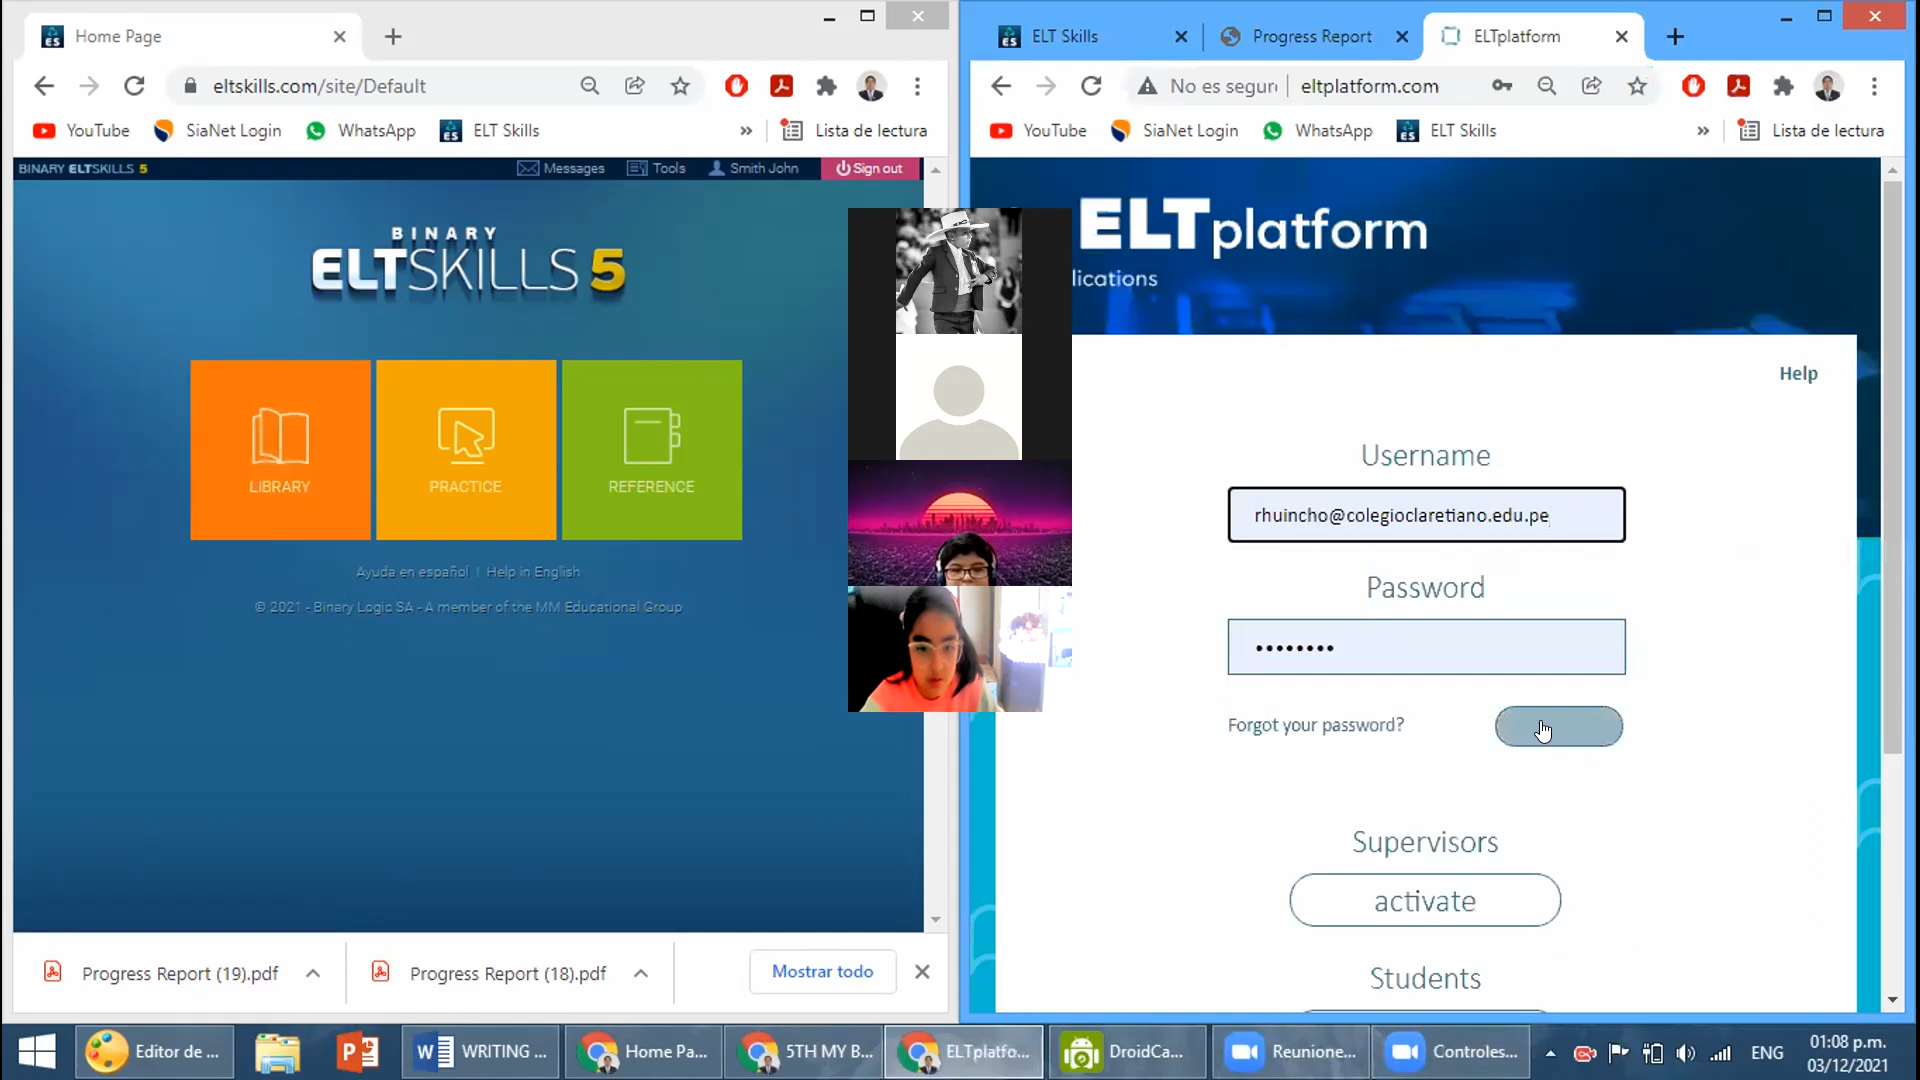 Home Page
eltskills.com/site/Default
YouTube
SiaNet Login
WhatsApp
ELT Skills
»
Lista de lectura
BINARY ELTSKILLS 5
Messages
Tools
Smith John
Sign out
BINARY
ELTSKILLS 5
LIBRARY
PRACTICE
REFERENCE
Ayuda en español | Help in English
© 2021 - Binary Logic SA - A member of the MM Educational Group
Progress Report (19).pdf
Progress Report (18).pdf
Mostrar todo
ELT Skills
Progress Report
ELTplatform
No es segur
eltplatform.com
YouTube
SiaNet Login
WhatsApp
ELT Skills
»
Lista de lectura
ELTplatform
lications
Help
Username
rhuincho@colegioclaretiano.edu.pe
Password
••••••••
Forgot your password?
Supervisors
activate
Students
Editor de ...
WRITING ...
Home Pa...
5TH MY B...
ELTplatfo...
DroidCa...
Reunione...
Controles...
ENG
01:08 p.m.
03/12/2021